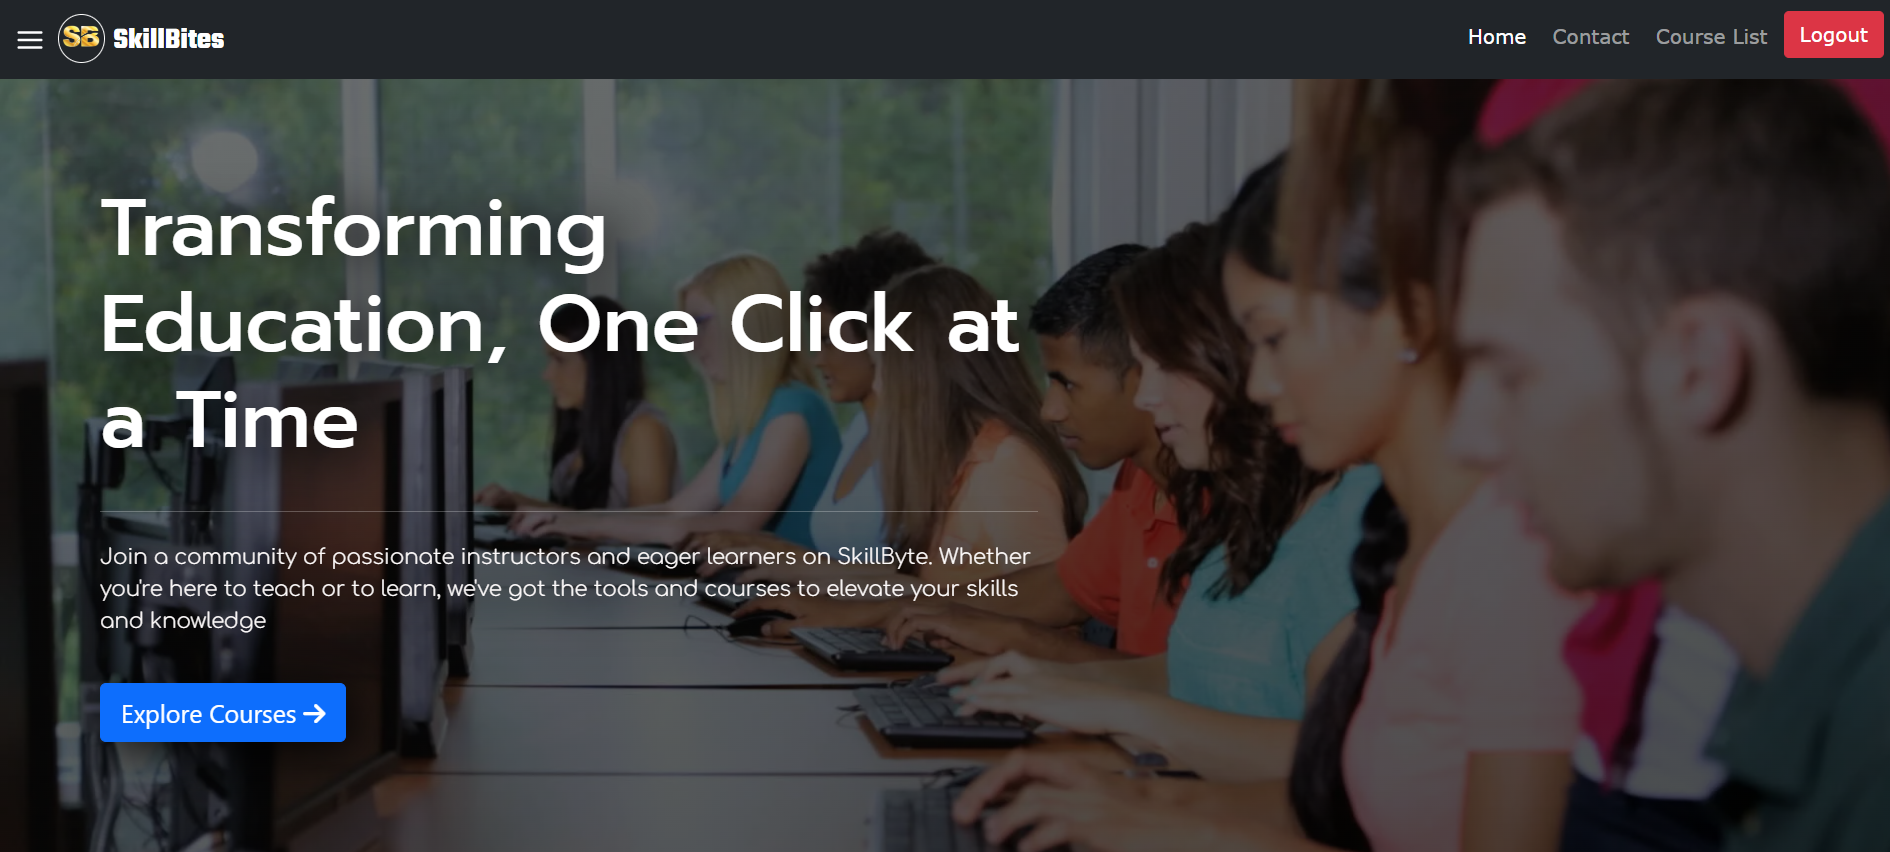 SB SkillBites
Home Contact Course List Logout
Transforming
Education, One Click at
a Time
Join a community of passionate instructors and eager learners on SkillByte. Whether
you're here to teach or to learn, we've got the tools and courses to elevate your skills
and knowledge
Explore Courses →